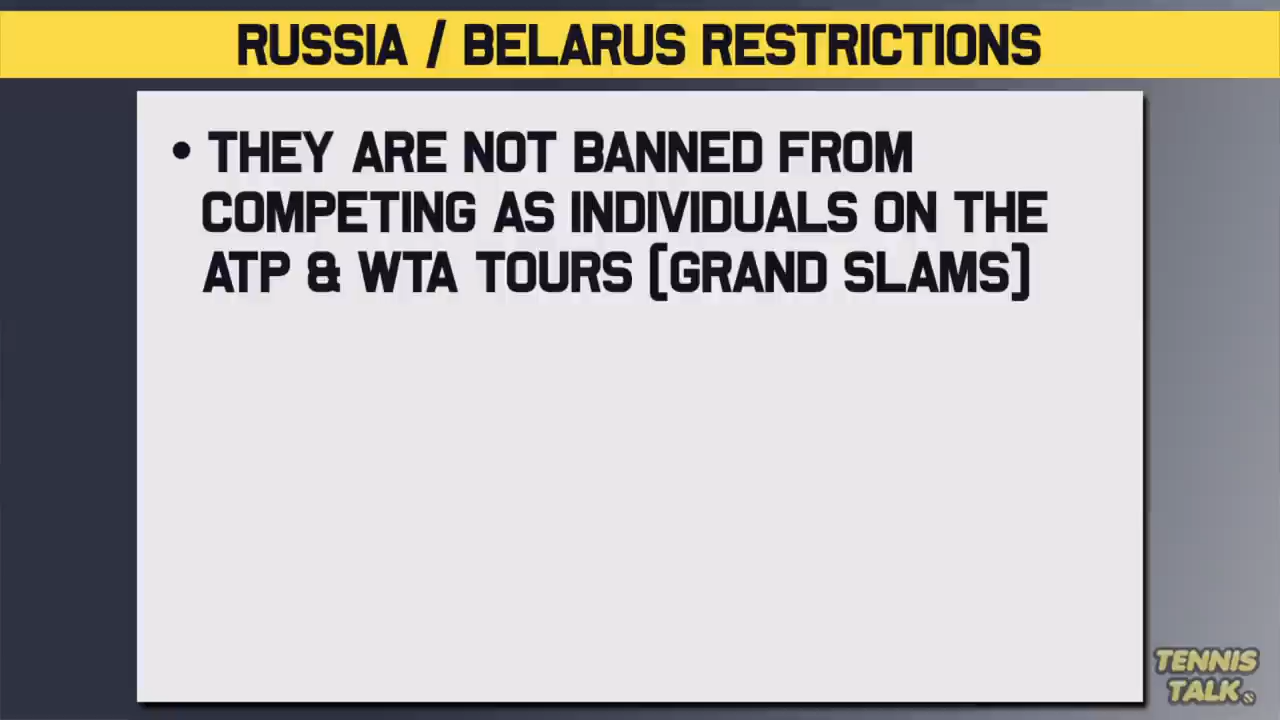 RUSSIA / BELARUS RESTRICTIONS
• THEY ARE NOT BANNED FROM
COMPETING AS INDIVIDUALS ON THE
ATP & WTA TOURS (GRAND SLAMS)
TENNIS
TALK